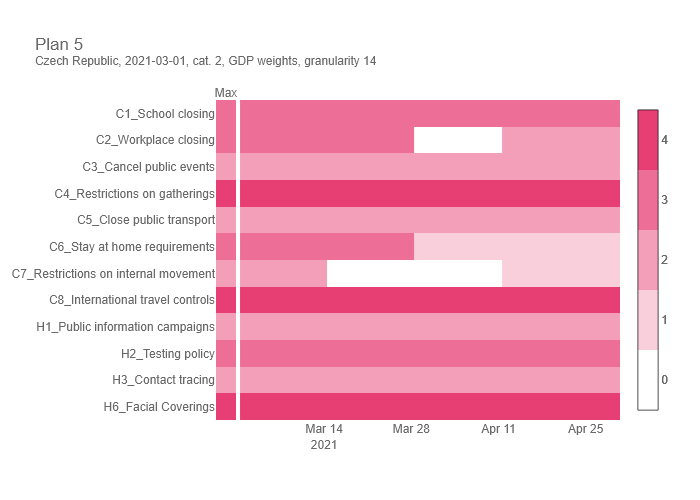 Plan 5
Czech Republic, 2021-03-01, cat. 2, GDP weights, granularity 14
Max
C1_School closing
C2_Workplace closing
C3_Cancel public events
C4_Restrictions on gatherings
C5_Close public transport
C6_Stay at home requirements
C7_Restrictions on internal movement
C8_International travel controls
H1_Public information campaigns
H2_Testing policy
H3_Contact tracing
H6_Facial Coverings
Mar 14
2021
Mar 28
Apr 11
Apr 25
4
3
2
1
0